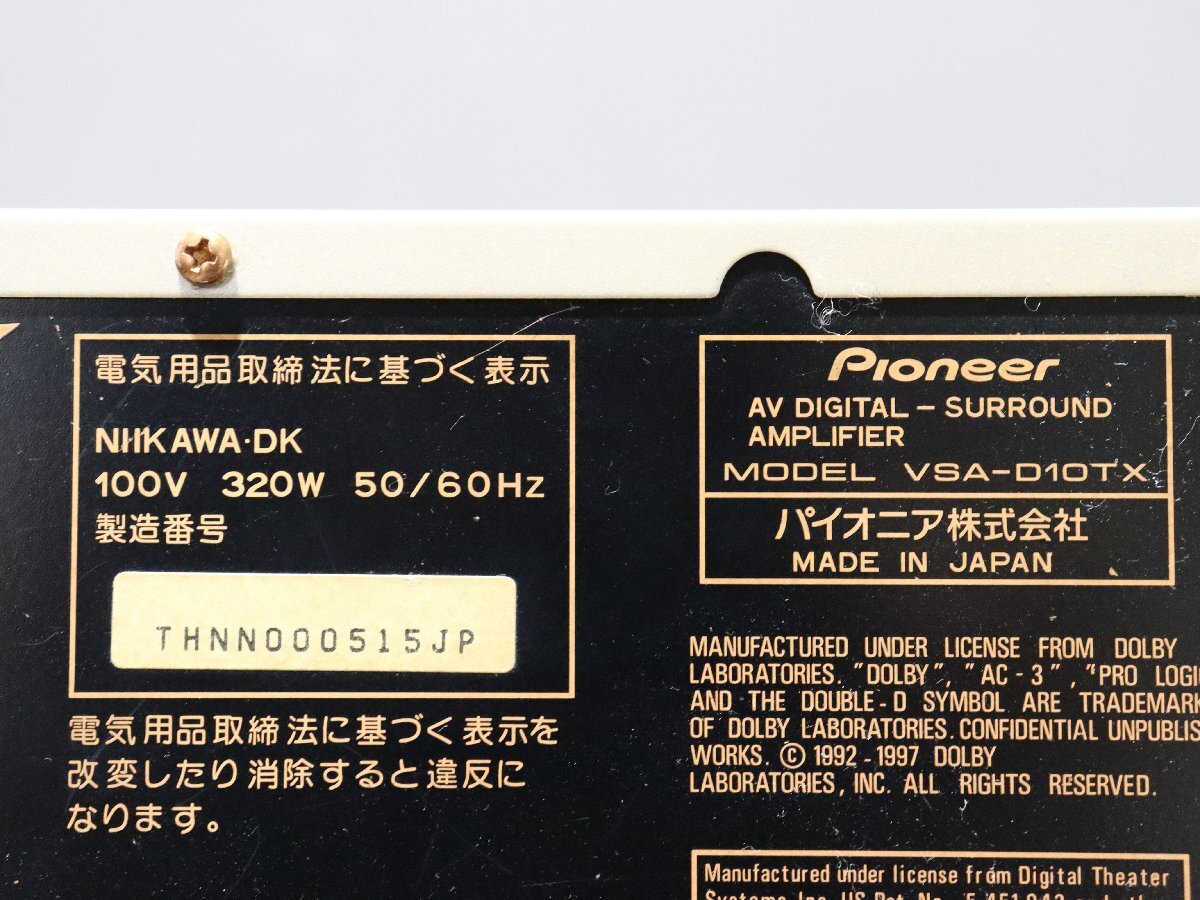 電気用品取締法に基づく表示
NIIKAWA·DK
100V 320W 50/60Hz
製造番号
THNN000515JP
電気用品取締法に基づく表示を
改変したり消除すると違反に
なります。
Pioneer
AV DIGITAL – SURROUND
AMPLIFIER
MODEL VSA-D10TX
パイオニア株式会社
MADE IN JAPAN
MANUFACTURED UNDER LICENSE FROM DOLBY
LABORATORIES. "DOLBY", "AC-3", "PRO LOGIC
AND THE DOUBLE-D SYMBOL ARE TRADEMARK
OF DOLBY LABORATORIES. CONFIDENTIAL UNPUBLIS
WORKS. © 1992-1997 DOLBY
LABORATORIES, INC. ALL RIGHTS RESERVED.
Manufactured under license from Digital Theater